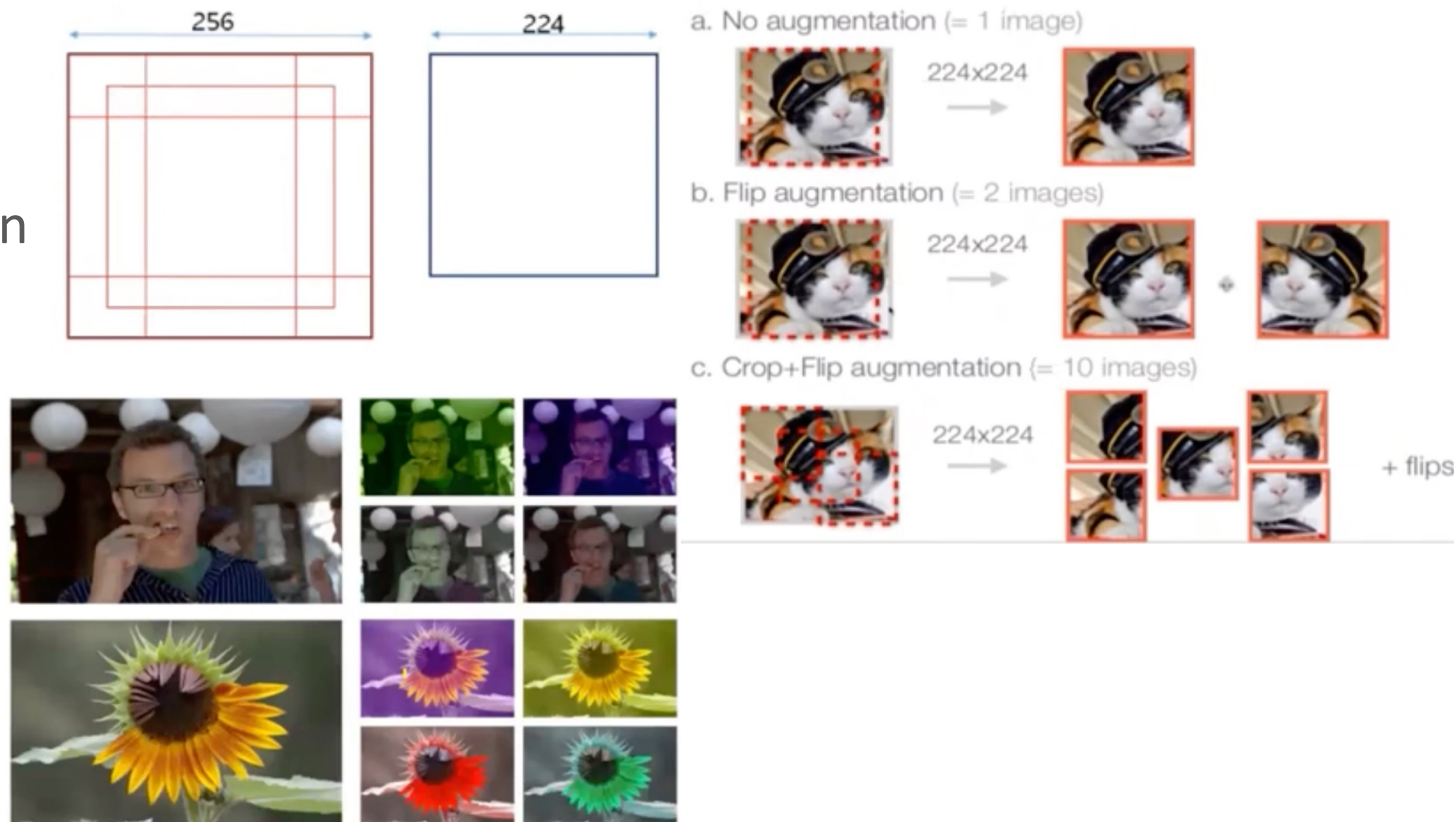 256
224
n
a. No augmentation (= 1 image)
224x224
b. Flip augmentation (= 2 images)
224x224
c. Crop+Flip augmentation (= 10 images)
224x224
+ flips